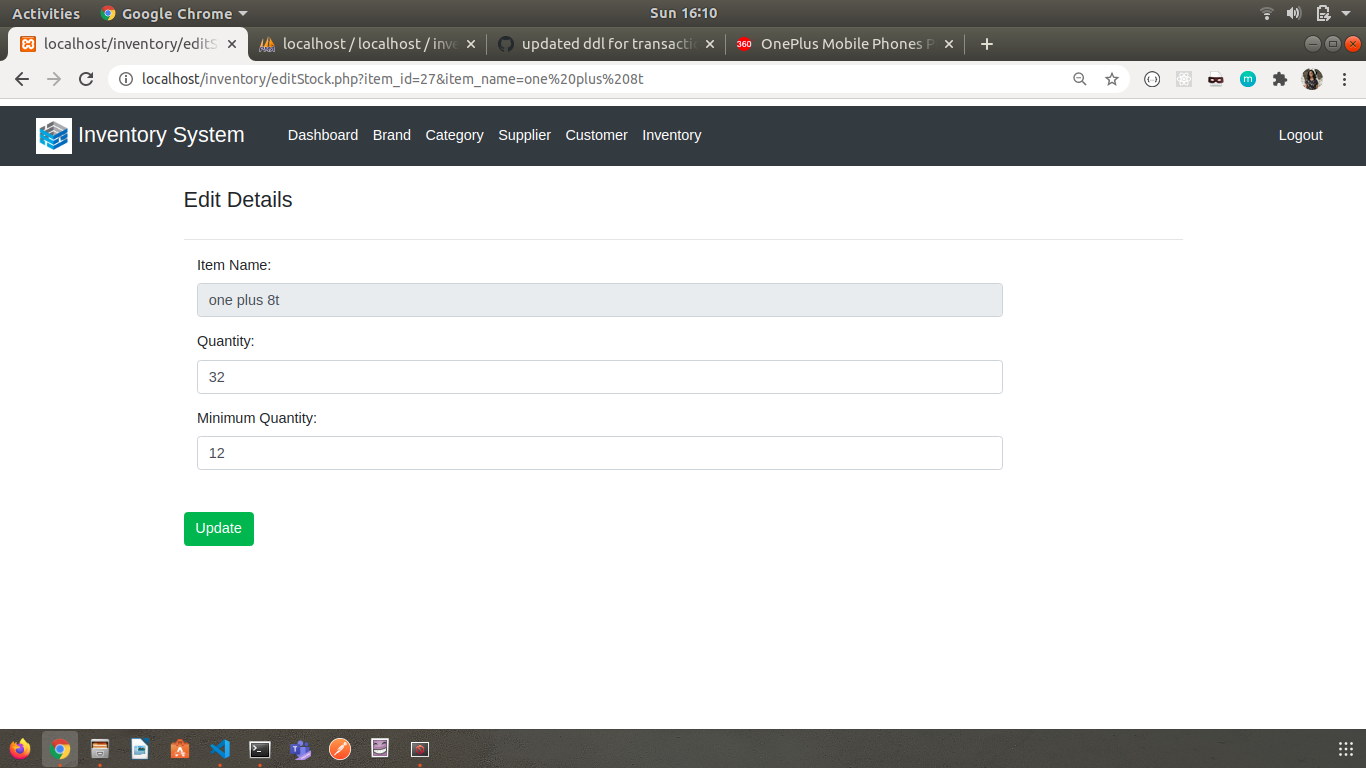 Activities Google Chrome Sun 16:10
localhost/inventory/editS localhost / localhost / inve updated ddl for transacti 360 OnePlus Mobile Phones P
localhost/inventory/editStock.php?item_id=27&item_name=one%20plus%208t
Inventory System Dashboard Brand Category Supplier Customer Inventory Logout
Edit Details
Item Name:
one plus 8t
Quantity:
32
Minimum Quantity:
12
Update